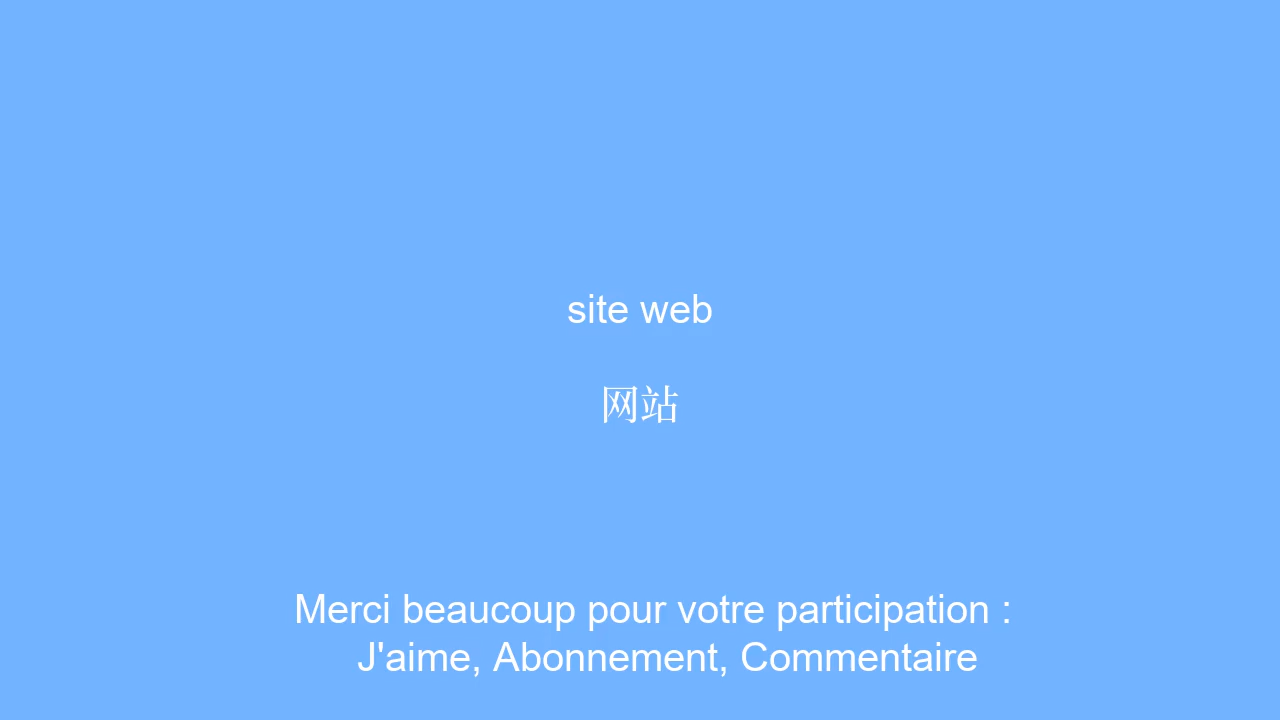 site web
网站
Merci beaucoup pour votre participation :
J'aime, Abonnement, Commentaire